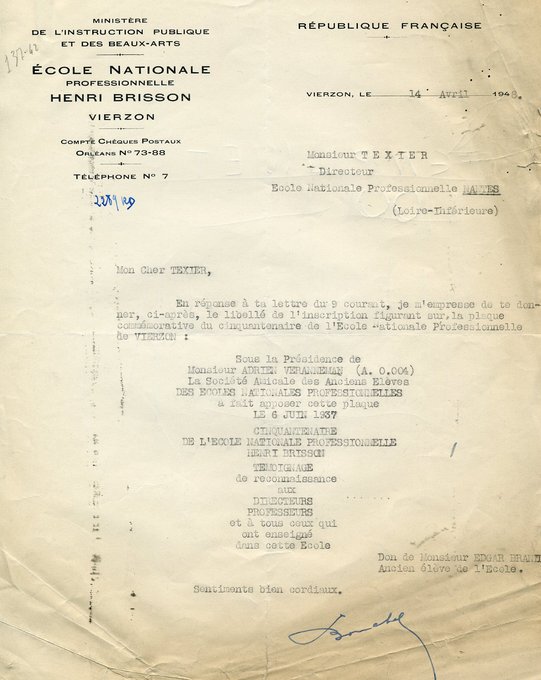 MINISTÈRE
DE L'INSTRUCTION PUBLIQUE
ET DES BEAUX-ARTS
ÉCOLE NATIONALE
PROFESSIONNELLE
HENRI BRISSON
VIERZON
COMPTE CHÈQUES POSTAUX
ORLÉANS No 73-88
TÉLÉPHONE No 7
RÉPUBLIQUE FRANÇAISE
VIERZON, LE 14 Avril 1948.
Monsieur TEXIER
Directeur
Ecole Nationale Professionnelle NANTES
(Loire-Inférieure)
Mon Cher TEXIER,
En réponse à ta lettre du 9 courant, je m'empresse de te don-
ner, ci-après, le libellé de l'inscription figurant sur la plaque
commémorative du cinquantenaire de l'Ecole Nationale Professionnelle
de VIERZON :
Sous la Présidence de
Monsieur ADRIEN VERANNEMAN (A. 0.004)
La Société Amicale des Anciens Elèves
DES ECOLES NATIONALES PROFESSIONNELLES
à fait apposer cette plaque
LE 6 JUIN 1937
CINQUANTENAIRE
DE L'ECOLE NATIONALE PROFESSIONNELLE
HENRI BRISSON
TEMOIGNAGE
de reconnaissance
aux
DIRECTEURS
PROFESSEURS
et à tous ceux qui
ont enseigné
dans cette Ecole
Don de Monsieur EDGAR BRAND
Ancien élève de l'Ecole.
Sentiments bien cordiaux.